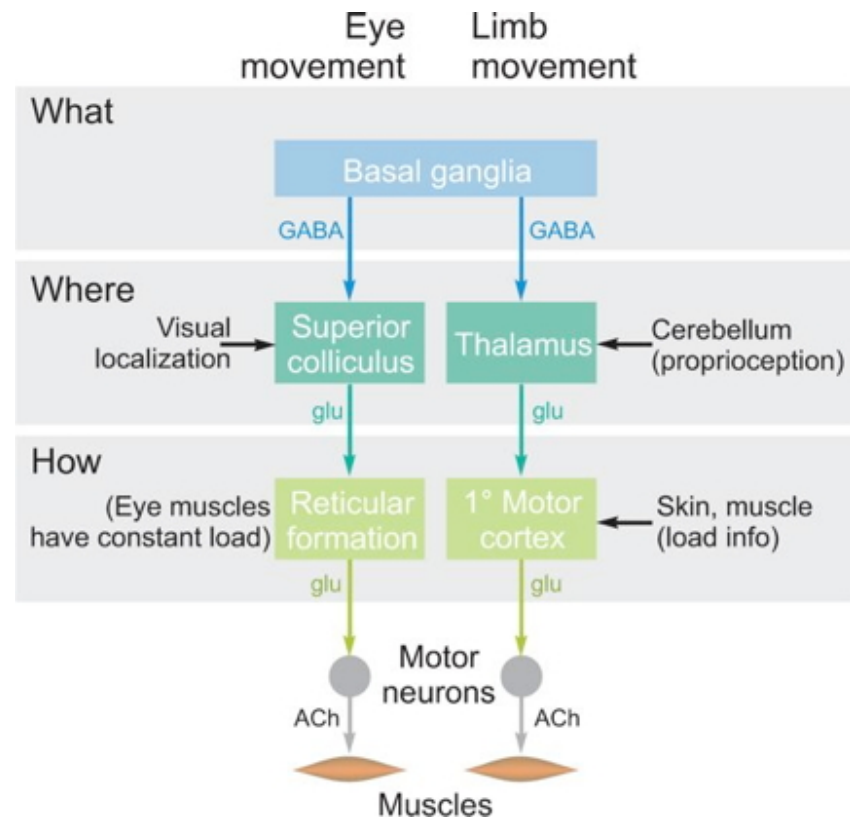 Eye
movement
Limb
movement
What
Basal ganglia
GABA
GABA
Where
Visual
localization
Superior
colliculus
Thalamus
Cerebellum
(proprioception)
glu
glu
How
(Eye muscles
have constant load)
Reticular
formation
1° Motor
cortex
Skin, muscle
(load info)
glu
glu
Motor
neurons
ACh
ACh
Muscles